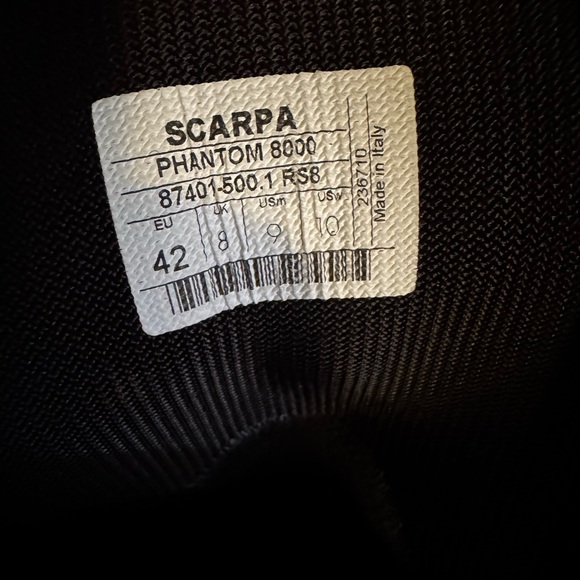 SCARPA
PHANTOM 8000
87401-500.1 RS8
EU UK USm USw
42 8 9 10
236710
Made in Italy